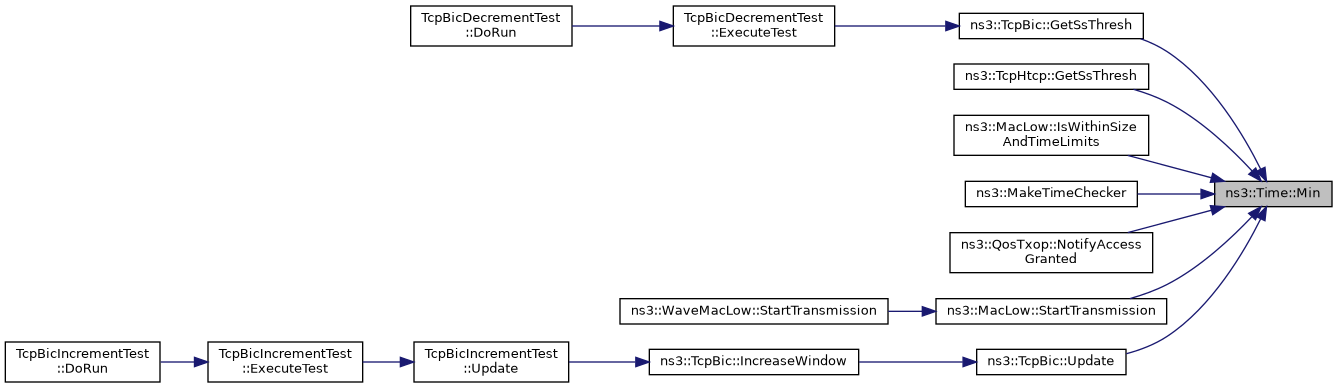 TcpBicDecrementTest
::DoRun
TcpBicDecrementTest
::ExecuteTest
ns3::TcpBic::GetSsThresh
ns3::TcpHtcp::GetSsThresh
ns3::MacLow::IsWithinSize
AndTimeLimits
ns3::MakeTimeChecker
ns3::Time::Min
ns3::QosTxop::NotifyAccess
Granted
ns3::WaveMacLow::StartTransmission
ns3::MacLow::StartTransmission
TcpBicIncrementTest
::DoRun
TcpBicIncrementTest
::ExecuteTest
TcpBicIncrementTest
::Update
ns3::TcpBic::IncreaseWindow
ns3::TcpBic::Update